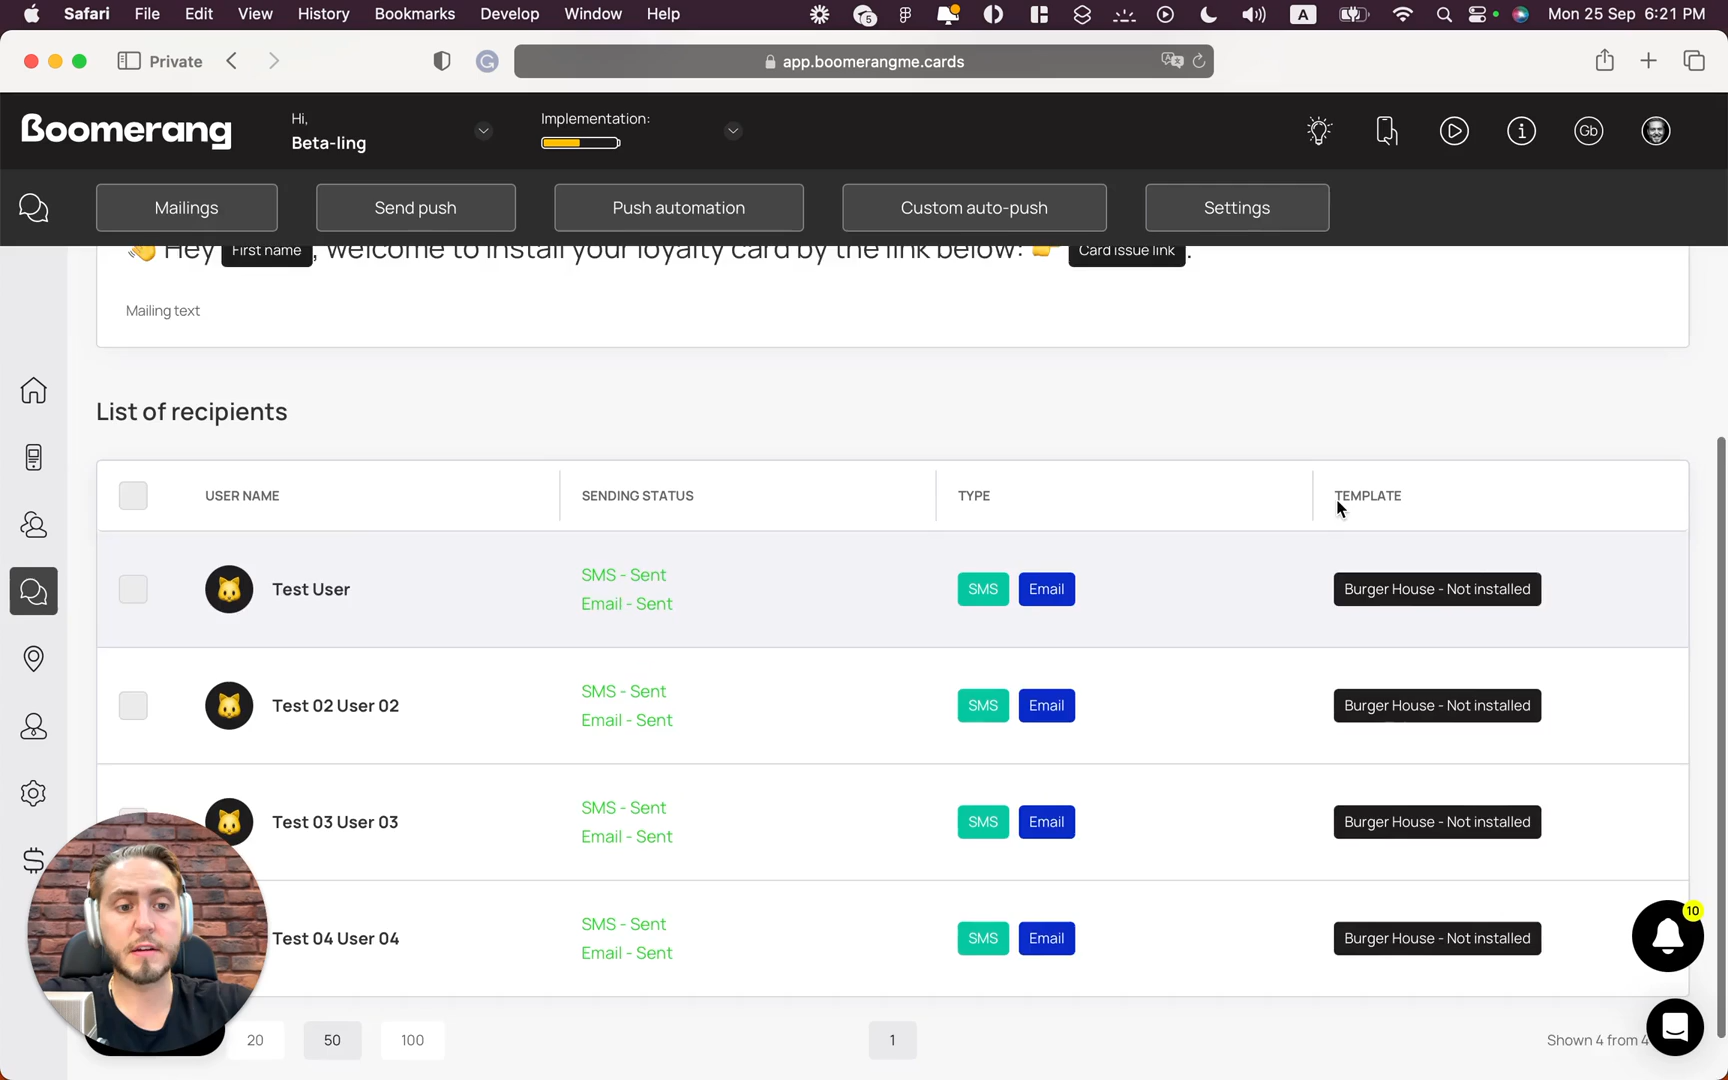 Safari File Edit View History Bookmarks Develop Window Help 5 A Mon 25 Sep 6:21 PM
Private app.boomerangme.cards
Boomerang Hi, Beta-ling Implementation: Gb
Mailings Send push Push automation Custom auto-push Settings
👋 Hey First name, welcome to install your loyalty card by the link below: 👉 Card issue link.
Mailing text
List of recipients
USER NAME SENDING STATUS TYPE TEMPLATE
Test User SMS - Sent Email - Sent SMS Email Burger House - Not installed
Test 02 User 02 SMS - Sent Email - Sent SMS Email Burger House - Not installed
Test 03 User 03 SMS - Sent Email - Sent SMS Email Burger House - Not installed
Test 04 User 04 SMS - Sent Email - Sent SMS Email Burger House - Not installed
10
20 50 100 1 Shown 4 from 4